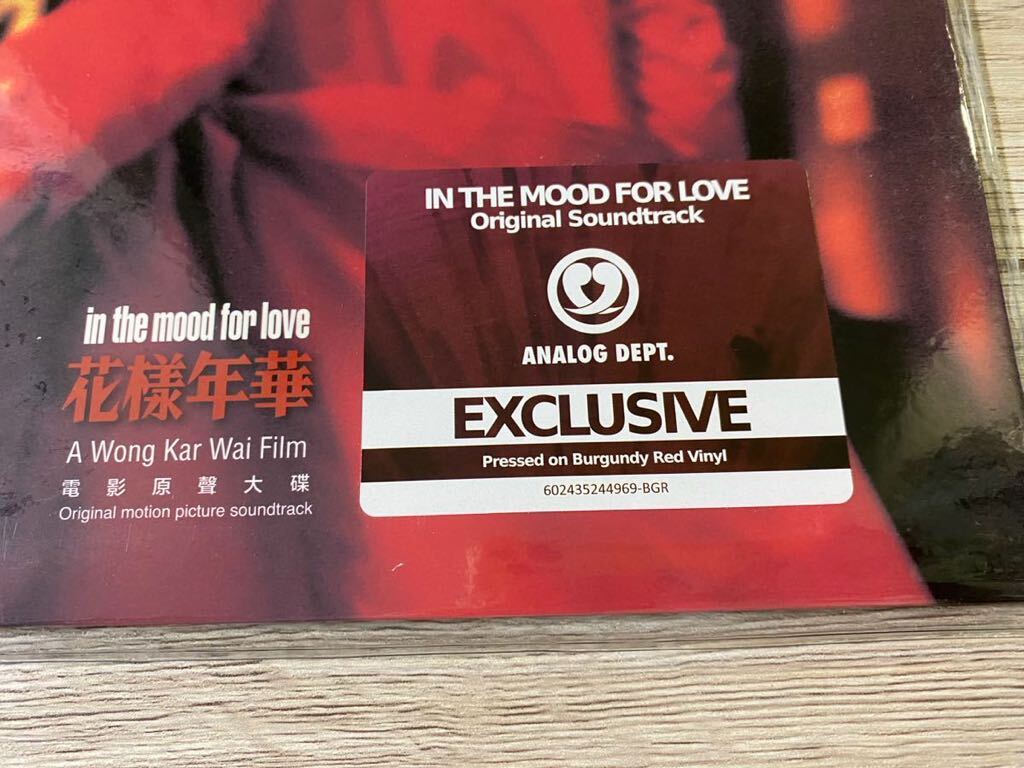 in the mood for love
花樣年華
A Wong Kar Wai Film
電影原聲大碟
Original motion picture soundtrack
IN THE MOOD FOR LOVE
Original Soundtrack
ANALOG DEPT.
EXCLUSIVE
Pressed on Burgundy Red Vinyl
602435244969-BGR